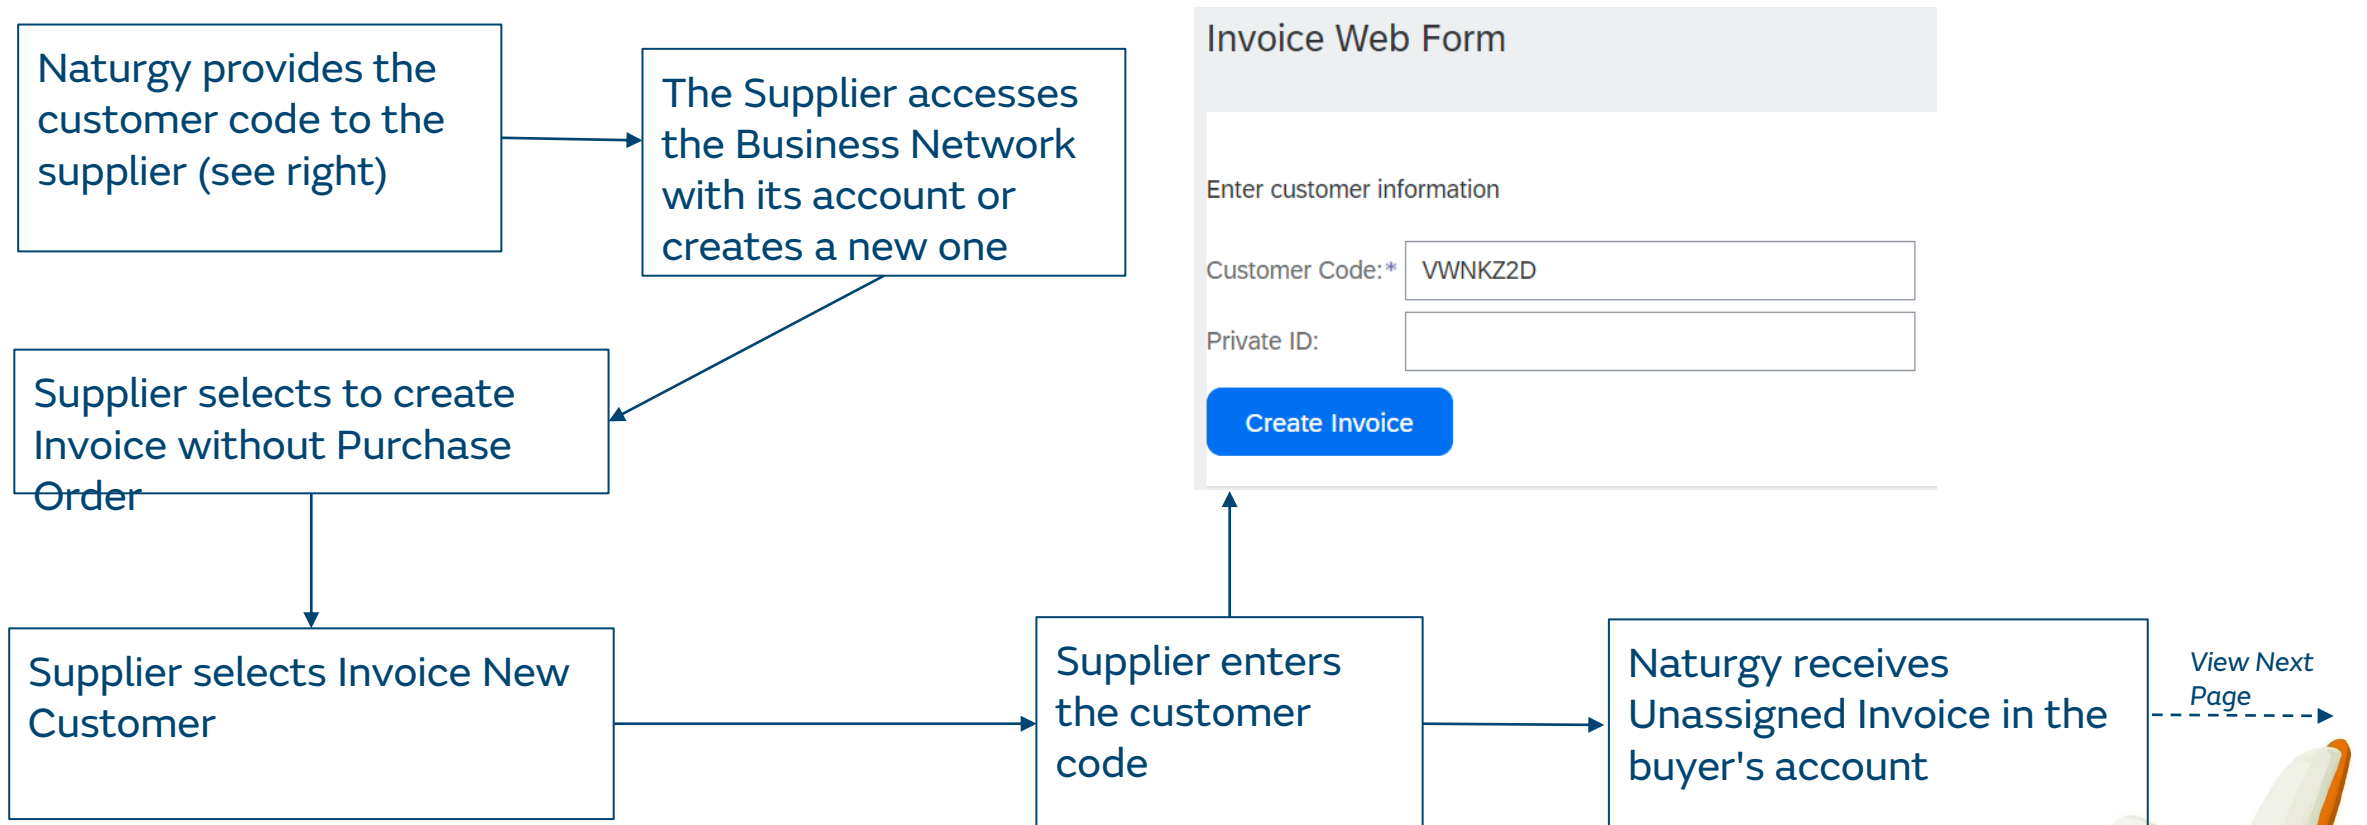 Naturgy provides the
customer code to the
supplier (see right)
The Supplier accesses
the Business Network
with its account or
creates a new one
Invoice Web Form
Enter customer information
Customer Code:* VWNKZ2D
Private ID:
Create Invoice
Supplier selects to create
Invoice without Purchase
Order
Supplier selects Invoice New
Customer
Supplier enters
the customer
code
Naturgy receives
Unassigned Invoice in the
buyer's account
View Next
Page